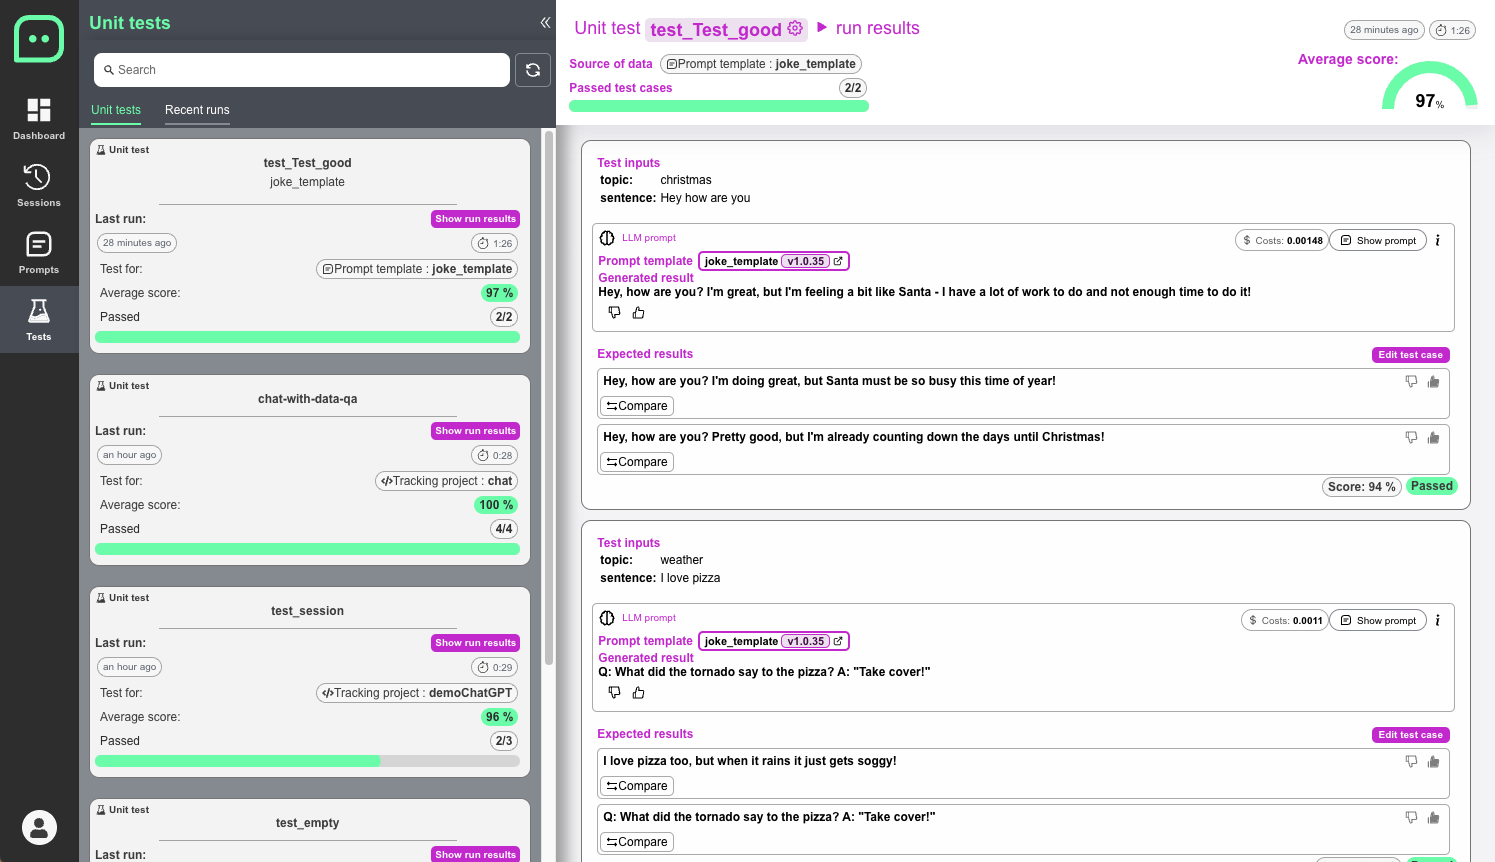 Dashboard
Sessions
Prompts
Tests
Unit tests
Search
Unit tests
Recent runs
Unit test
test_Test_good
joke_template
Last run:
Show run results
28 minutes ago
1:26
Test for:
Prompt template : joke_template
Average score:
97 %
Passed
2/2
Unit test
chat-with-data-qa
Last run:
Show run results
an hour ago
0:28
Test for:
Tracking project : chat
Average score:
100 %
Passed
4/4
Unit test
test_session
Last run:
Show run results
an hour ago
0:29
Test for:
Tracking project : demoChatGPT
Average score:
96 %
Passed
2/3
Unit test
test_empty
Last run:
Show run results
Unit test test_Test_good run results
28 minutes ago
1:26
Source of data
Prompt template : joke_template
Passed test cases
2/2
Average score:
97%
Test inputs
topic: christmas
sentence: Hey how are you
LLM prompt
$ Costs: 0.00148
Show prompt
i
Prompt template joke_template v1.0.35
Generated result
Hey, how are you? I'm great, but I'm feeling a bit like Santa - I have a lot of work to do and not enough time to do it!
Expected results
Edit test case
Hey, how are you? I'm doing great, but Santa must be so busy this time of year!
Compare
Hey, how are you? Pretty good, but I'm already counting down the days until Christmas!
Compare
Score: 94 %
Passed
Test inputs
topic: weather
sentence: I love pizza
LLM prompt
$ Costs: 0.0011
Show prompt
i
Prompt template joke_template v1.0.35
Generated result
Q: What did the tornado say to the pizza? A: "Take cover!"
Expected results
Edit test case
I love pizza too, but when it rains it just gets soggy!
Compare
Q: What did the tornado say to the pizza? A: "Take cover!"
Compare